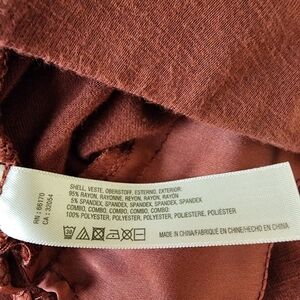 SHELL, VESTE, OBERSTOFF, ESTERNO, EXTERIOR:
95% RAYON, RAYONNE, REYON, RAYON, RAYON
5% SPANDEX, SPANDEX, SPANDEX, SPANDEX
COMBO, COMBO, COMBO, COMBO, COMBO:
100% POLYESTER, POLYESTER, POLYESTER, POLIESTERE, POLIÉSTER
MADE IN CHINA/FABRIQUÉ EN CHINE/HECHO EN CHINA.
RN : 66170
CA : 32054